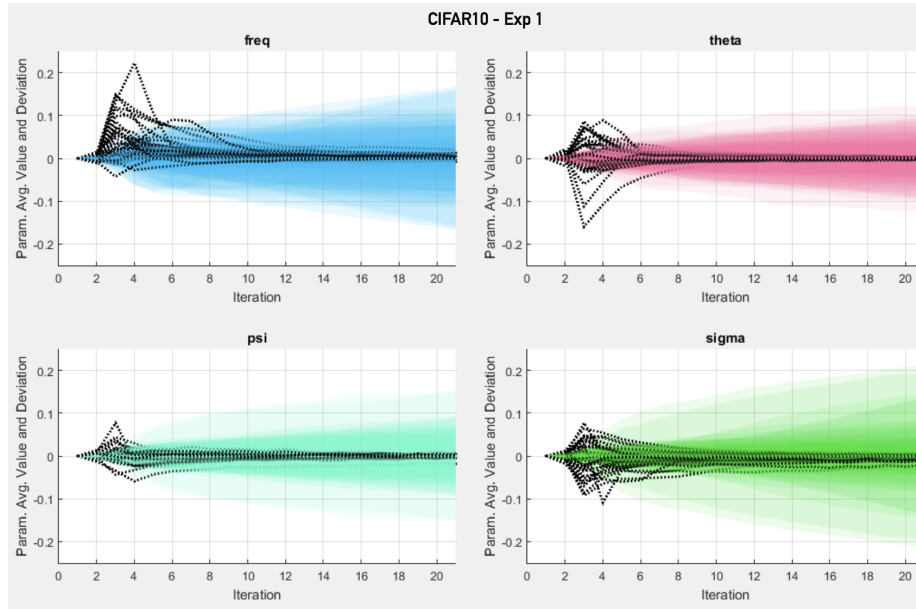 CIFAR10 - Exp 1
freq
Param. Avg. Value and Deviation
0.2
0.1
0
-0.1
-0.2
0 2 4 6 8 10 12 14 16 18 20
Iteration
theta
Param. Avg. Value and Deviation
0.2
0.1
0
-0.1
-0.2
0 2 4 6 8 10 12 14 16 18 20
Iteration
psi
Param. Avg. Value and Deviation
0.2
0.1
0
-0.1
-0.2
0 2 4 6 8 10 12 14 16 18 20
Iteration
sigma
Param. Avg. Value and Deviation
0.2
0.1
0
-0.1
-0.2
0 2 4 6 8 10 12 14 16 18 20
Iteration